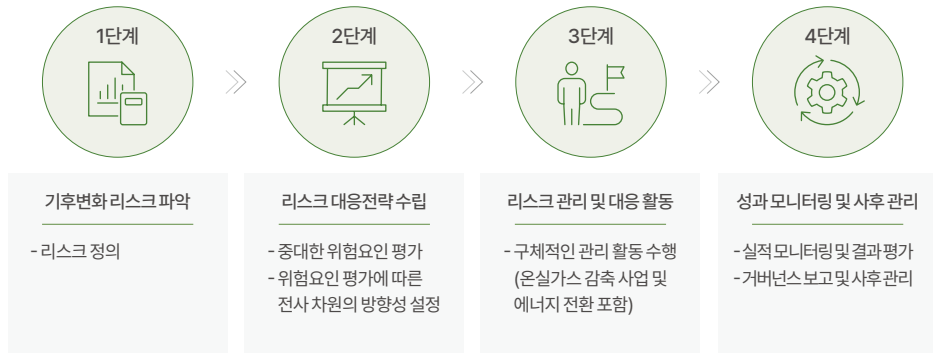 1단계
2단계
3단계
4단계
기후변화 리스크 파악
- 리스크 정의
리스크 대응전략 수립
- 중대한 위험요인 평가
- 위험요인 평가에 따른
전사 차원의 방향성 설정
리스크 관리 및 대응 활동
- 구체적인 관리 활동 수행
(온실가스 감축 사업 및
에너지 전환 포함)
성과 모니터링 및 사후 관리
- 실적 모니터링 및 결과 평가
- 거버넌스 보고 및 사후 관리